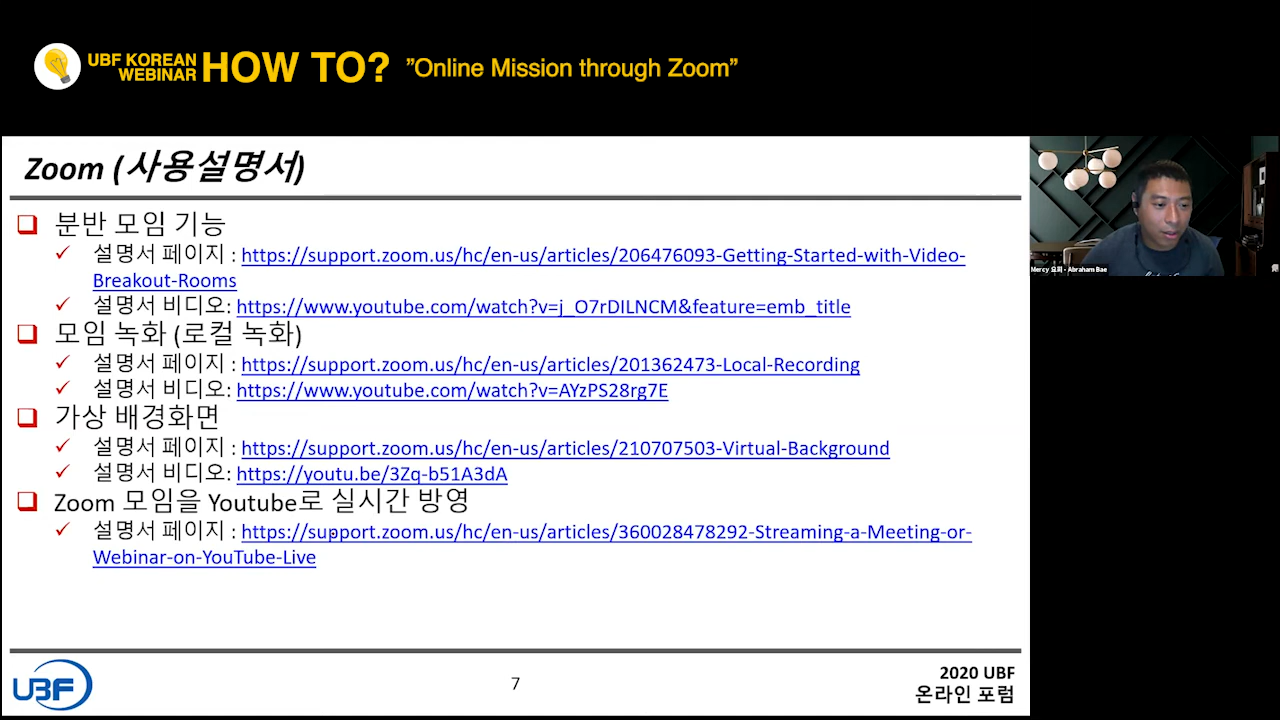 UBF KOREAN
WEBINAR
HOW TO?
”Online Mission through Zoom”
Zoom (사용설명서)
분반 모임 기능
설명서 페이지 : https://support.zoom.us/hc/en-us/articles/206476093-Getting-Started-with-Video-
Breakout-Rooms
설명서 비디오: https://www.youtube.com/watch?v=j_O7rDILNCM&feature=emb_title
모임 녹화 (로컬 녹화)
설명서 페이지 : https://support.zoom.us/hc/en-us/articles/201362473-Local-Recording
설명서 비디오: https://www.youtube.com/watch?v=AYzPS28rg7E
가상 배경화면
설명서 페이지 : https://support.zoom.us/hc/en-us/articles/210707503-Virtual-Background
설명서 비디오: https://youtu.be/3Zq-b51A3dA
Zoom 모임을 Youtube로 실시간 방영
설명서 페이지 : https://support.zoom.us/hc/en-us/articles/360028478292-Streaming-a-Meeting-or-
Webinar-on-YouTube-Live
Mercy 요피 - Abraham Bae
UBF
7
2020 UBF
온라인 포럼